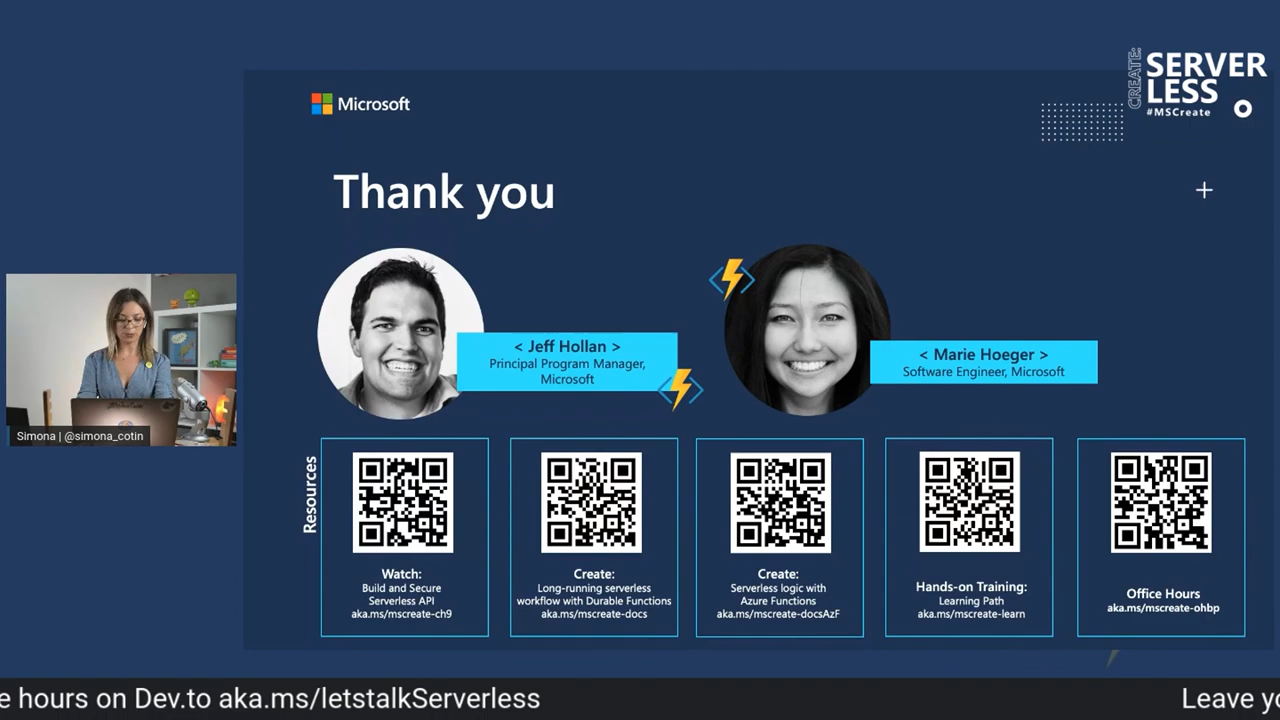 CREATE:
SERVER
LESS
#MSCreate
Microsoft
Thank you
< Jeff Hollan >
Principal Program Manager,
Microsoft
< Marie Hoeger >
Software Engineer, Microsoft
Simona | @simona_cotin
Resources
Watch:
Build and Secure
Serverless API
aka.ms/mscreate-ch9
Create:
Long-running serverless
workflow with Durable Functions
aka.ms/mscreate-docs
Create:
Serverless logic with
Azure Functions
aka.ms/mscreate-docsAzF
Hands-on Training:
Learning Path
aka.ms/mscreate-learn
Office Hours
aka.ms/mscreate-ohbp
e hours on Dev.to aka.ms/letstalkServerless
Leave yo